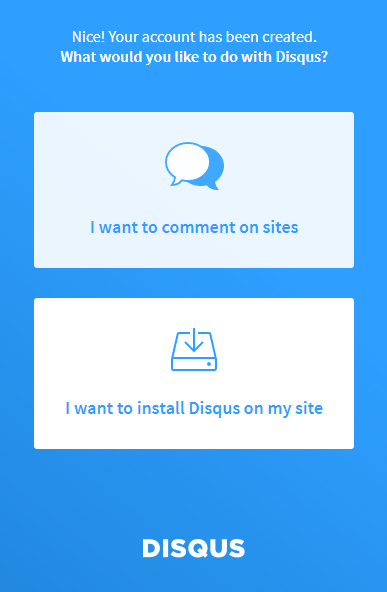 Nice! Your account has been created.
What would you like to do with Disqus?
I want to comment on sites
I want to install Disqus on my site
DISQUS